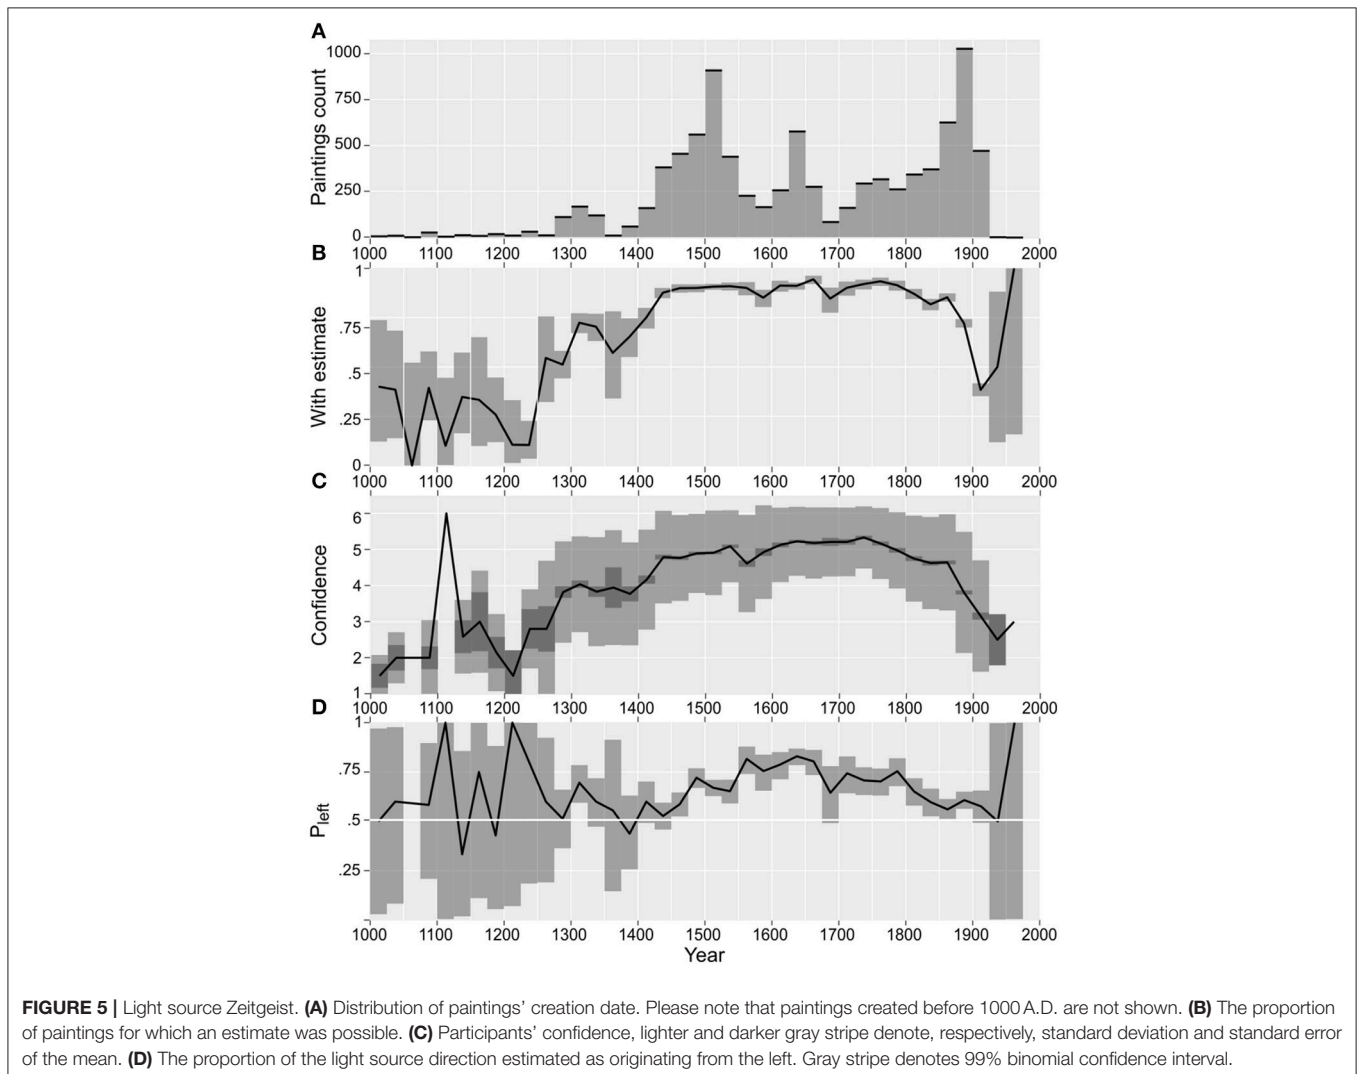 A
Paintings count
1000
750
500
250
0
1000 1100 1200 1300 1400 1500 1600 1700 1800 1900 2000
B
With estimate
1
.75
.5
.25
0
1000 1100 1200 1300 1400 1500 1600 1700 1800 1900 2000
C
Confidence
6
5
4
3
2
1
1000 1100 1200 1300 1400 1500 1600 1700 1800 1900 2000
D
Pleft
1
.75
.5
.25
1000 1100 1200 1300 1400 1500 1600 1700 1800 1900 2000
Year
FIGURE 5 | Light source Zeitgeist. (A) Distribution of paintings' creation date. Please note that paintings created before 1000 A.D. are not shown. (B) The proportion
of paintings for which an estimate was possible. (C) Participants' confidence, lighter and darker gray stripe denote, respectively, standard deviation and standard error
of the mean. (D) The proportion of the light source direction estimated as originating from the left. Gray stripe denotes 99% binomial confidence interval.